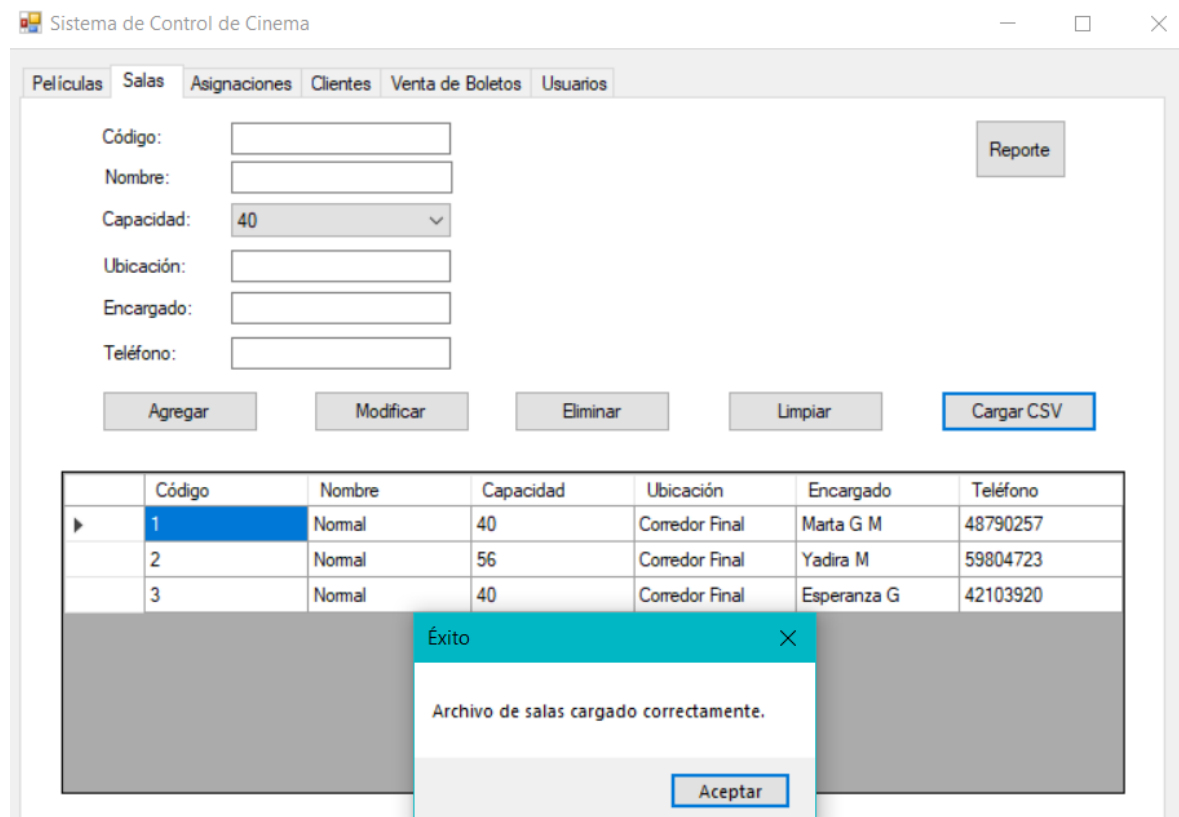 Sistema de Control de Cinema
Películas Salas Asignaciones Clientes Venta de Boletos Usuarios
Código:
Reporte
Nombre:
Capacidad: 40
Ubicación:
Encargado:
Teléfono:
Agregar Modificar Eliminar Limpiar Cargar CSV
Código Nombre Capacidad Ubicación Encargado Teléfono
1 Normal 40 Corredor Final Marta G M 48790257
2 Normal 56 Corredor Final Yadira M 59804723
3 Normal 40 Corredor Final Esperanza G 42103920
Éxito
Archivo de salas cargado correctamente.
Aceptar